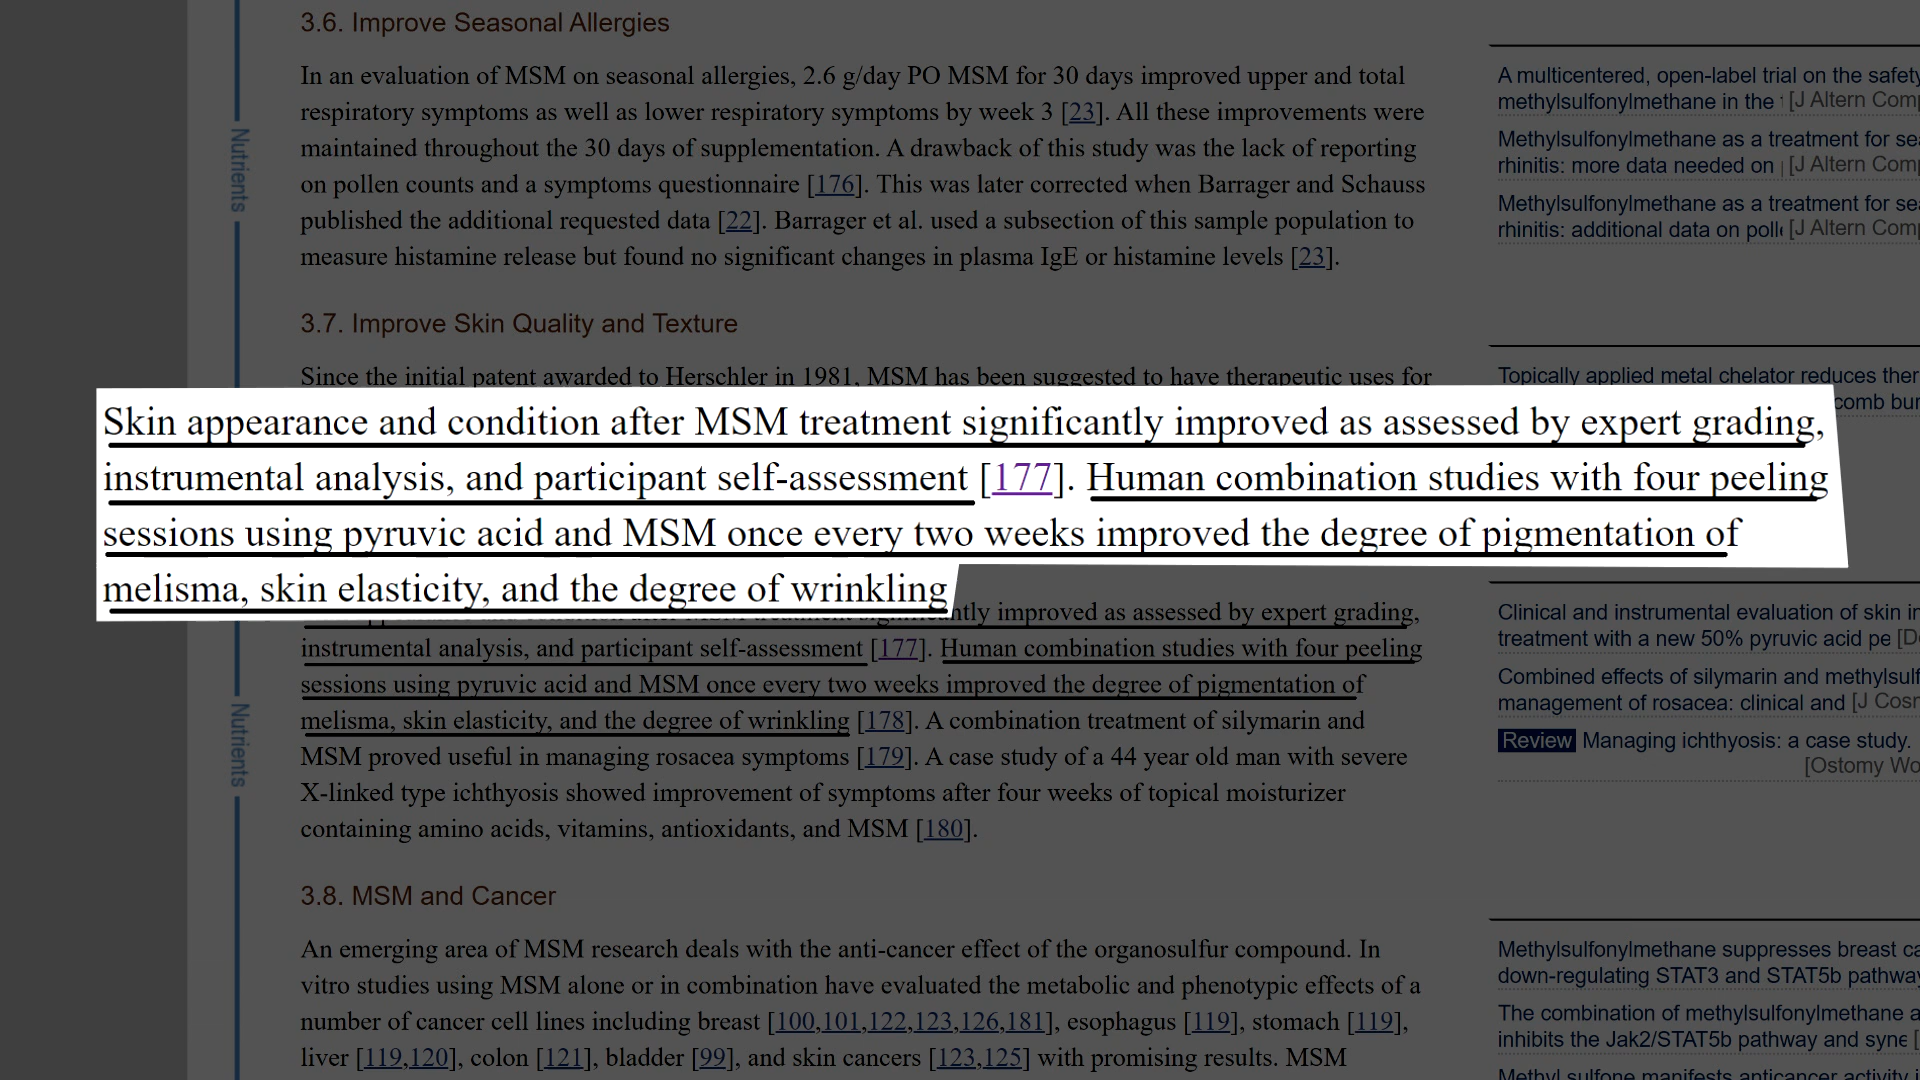 3.6. Improve Seasonal Allergies
In an evaluation of MSM on seasonal allergies, 2.6 g/day PO MSM for 30 days improved upper and total
respiratory symptoms as well as lower respiratory symptoms by week 3 [23]. All these improvements were
maintained throughout the 30 days of supplementation. A drawback of this study was the lack of reporting
on pollen counts and a symptoms questionnaire [176]. This was later corrected when Barrager and Schauss
published the additional requested data [22]. Barrager et al. used a subsection of this sample population to
measure histamine release but found no significant changes in plasma IgE or histamine levels [23].
3.7. Improve Skin Quality and Texture
Since the initial patent awarded to Herschler in 1981, MSM has been suggested to have therapeutic uses for
Skin appearance and condition after MSM treatment significantly improved as assessed by expert grading,
instrumental analysis, and participant self-assessment [177]. Human combination studies with four peeling
sessions using pyruvic acid and MSM once every two weeks improved the degree of pigmentation of
melisma, skin elasticity, and the degree of wrinkling
improved as assessed by expert grading,
instrumental analysis, and participant self-assessment [177]. Human combination studies with four peeling
sessions using pyruvic acid and MSM once every two weeks improved the degree of pigmentation of
melisma, skin elasticity, and the degree of wrinkling [178]. A combination treatment of silymarin and
MSM proved useful in managing rosacea symptoms [179]. A case study of a 44 year old man with severe
X-linked type ichthyosis showed improvement of symptoms after four weeks of topical moisturizer
containing amino acids, vitamins, antioxidants, and MSM [180].
3.8. MSM and Cancer
An emerging area of MSM research deals with the anti-cancer effect of the organosulfur compound. In
vitro studies using MSM alone or in combination have evaluated the metabolic and phenotypic effects of a
number of cancer cell lines including breast [100,101,122,123,126,181], esophagus [119], stomach [119],
liver [119,120], colon [121], bladder [99], and skin cancers [123,125] with promising results. MSM
Nutrients
Nutrients
A multicentered, open-label trial on the safety
methylsulfonylmethane in the [J Altern Comp
Methylsulfonylmethane as a treatment for sea
rhinitis: more data needed on [J Altern Comp
Methylsulfonylmethane as a treatment for sea
rhinitis: additional data on polle [J Altern Comp
Topically applied metal chelator reduces ther
comb bur
Clinical and instrumental evaluation of skin in
treatment with a new 50% pyruvic acid pe [D
Combined effects of silymarin and methylsulf
management of rosacea: clinical and [J Cosr
Review Managing ichthyosis: a case study.
[Ostomy Wo
Methylsulfonylmethane suppresses breast ca
down-regulating STAT3 and STAT5b pathway
The combination of methylsulfonylmethane a
inhibits the Jak2/STAT5b pathway and syne [
Methyl sulfone manifests anticancer activity i